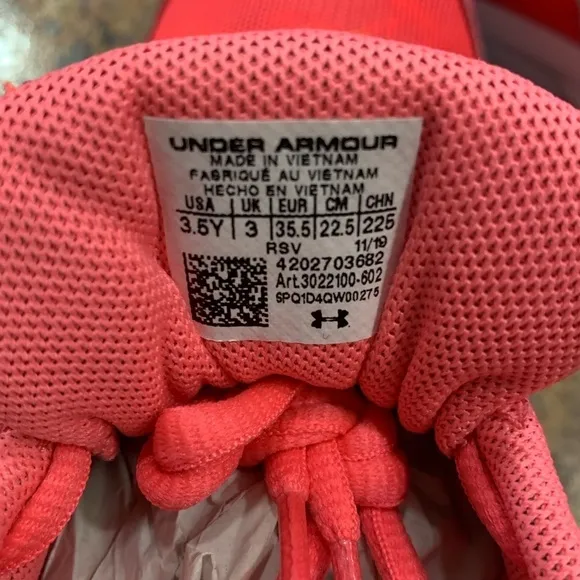 UNDER ARMOUR
MADE IN VIETNAM
FABRIQUÉ AU VIETNAM
HECHO EN VIETNAM
USA UK EUR CM CHN
3.5Y 3 35.5 22.5 225
RSV 11/19
4202703682
Art.3022100-602
6PQ1D4QW00275